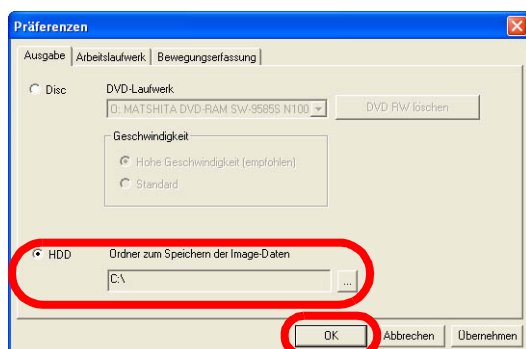 Präferenzen
Ausgabe Arbeitslaufwerk Bewegungserfassung
Disc DVD-Laufwerk
O: MATSHITA DVD-RAM SW-9585S N100 DVD RW löschen
Geschwindigkeit
Hohe Geschwindigkeit (empfohlen)
Standard
HDD Ordner zum Speichern der Image-Daten
C:\ ...
OK Abbrechen Übernehmen